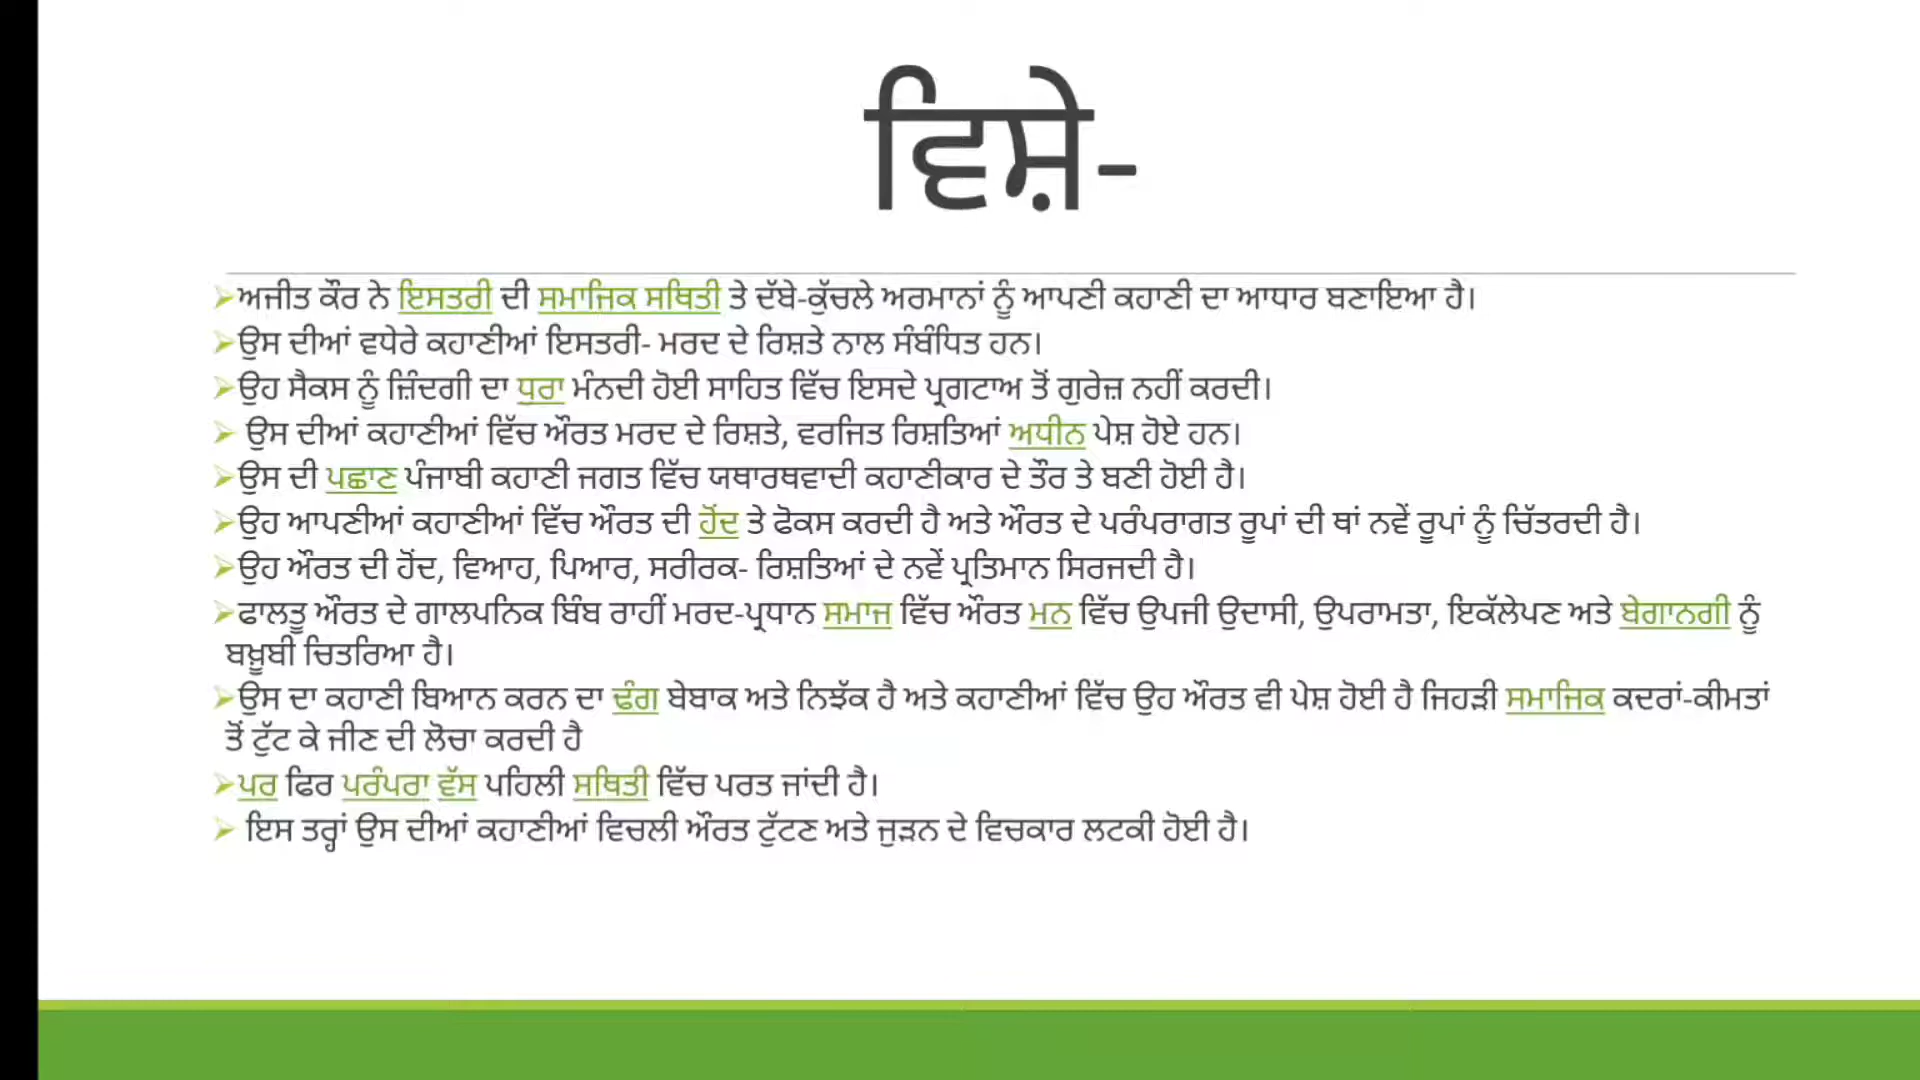 ਵਿਸ਼ੇ-
➢ਅਜੀਤ ਕੌਰ ਨੇ ਇਸਤਰੀ ਦੀ ਸਮਾਜਿਕ ਸਥਿਤੀ ਤੇ ਦੱਬੇ-ਕੁੱਚਲੇ ਅਰਮਾਨਾਂ ਨੂੰ ਆਪਣੀ ਕਹਾਣੀ ਦਾ ਆਧਾਰ ਬਣਾਇਆ ਹੈ।
➢ਉਸ ਦੀਆਂ ਵਧੇਰੇ ਕਹਾਣੀਆਂ ਇਸਤਰੀ- ਮਰਦ ਦੇ ਰਿਸ਼ਤੇ ਨਾਲ ਸੰਬੰਧਿਤ ਹਨ।
➢ਉਹ ਸੈਕਸ ਨੂੰ ਜ਼ਿੰਦਗੀ ਦਾ ਧੁਰਾ ਮੰਨਦੀ ਹੋਈ ਸਾਹਿਤ ਵਿੱਚ ਇਸਦੇ ਪ੍ਰਗਟਾਅ ਤੋਂ ਗੁਰੇਜ਼ ਨਹੀਂ ਕਰਦੀ।
➢ ਉਸ ਦੀਆਂ ਕਹਾਣੀਆਂ ਵਿੱਚ ਔਰਤ ਮਰਦ ਦੇ ਰਿਸ਼ਤੇ, ਵਰਜਿਤ ਰਿਸ਼ਤਿਆਂ ਅਧੀਨ ਪੇਸ਼ ਹੋਏ ਹਨ।
➢ਉਸ ਦੀ ਪਛਾਣ ਪੰਜਾਬੀ ਕਹਾਣੀ ਜਗਤ ਵਿੱਚ ਯਥਾਰਥਵਾਦੀ ਕਹਾਣੀਕਾਰ ਦੇ ਤੌਰ ਤੇ ਬਣੀ ਹੋਈ ਹੈ।
➢ਉਹ ਆਪਣੀਆਂ ਕਹਾਣੀਆਂ ਵਿੱਚ ਔਰਤ ਦੀ ਹੋਂਦ ਤੇ ਫੋਕਸ ਕਰਦੀ ਹੈ ਅਤੇ ਔਰਤ ਦੇ ਪਰੰਪਰਾਗਤ ਰੂਪਾਂ ਦੀ ਥਾਂ ਨਵੇਂ ਰੂਪਾਂ ਨੂੰ ਚਿੱਤਰਦੀ ਹੈ।
➢ਉਹ ਔਰਤ ਦੀ ਹੋਂਦ, ਵਿਆਹ, ਪਿਆਰ, ਸਰੀਰਕ- ਰਿਸ਼ਤਿਆਂ ਦੇ ਨਵੇਂ ਪ੍ਰਤਿਮਾਨ ਸਿਰਜਦੀ ਹੈ।
➢ਫਾਲਤੂ ਔਰਤ ਦੇ ਗਾਲਪਨਿਕ ਬਿੰਬ ਰਾਹੀਂ ਮਰਦ-ਪ੍ਰਧਾਨ ਸਮਾਜ ਵਿੱਚ ਔਰਤ ਮਨ ਵਿੱਚ ਉਪਜੀ ਉਦਾਸੀ, ਉਪਰਾਮਤਾ, ਇਕੱਲੇਪਣ ਅਤੇ ਬੇਗਾਨਗੀ ਨੂੰ
ਬਖ਼ੂਬੀ ਚਿਤਰਿਆ ਹੈ।
➢ਉਸ ਦਾ ਕਹਾਣੀ ਬਿਆਨ ਕਰਨ ਦਾ ਢੰਗ ਬੇਬਾਕ ਅਤੇ ਨਿਝੱਕ ਹੈ ਅਤੇ ਕਹਾਣੀਆਂ ਵਿੱਚ ਉਹ ਔਰਤ ਵੀ ਪੇਸ਼ ਹੋਈ ਹੈ ਜਿਹੜੀ ਸਮਾਜਿਕ ਕਦਰਾਂ-ਕੀਮਤਾਂ
ਤੋਂ ਟੁੱਟ ਕੇ ਜੀਣ ਦੀ ਲੋਚਾ ਕਰਦੀ ਹੈ
➢ਪਰ ਫਿਰ ਪਰੰਪਰਾ ਵੱਸ ਪਹਿਲੀ ਸਥਿਤੀ ਵਿੱਚ ਪਰਤ ਜਾਂਦੀ ਹੈ।
➢ ਇਸ ਤਰ੍ਹਾਂ ਉਸ ਦੀਆਂ ਕਹਾਣੀਆਂ ਵਿਚਲੀ ਔਰਤ ਟੁੱਟਣ ਅਤੇ ਜੁੜਨ ਦੇ ਵਿਚਕਾਰ ਲਟਕੀ ਹੋਈ ਹੈ।